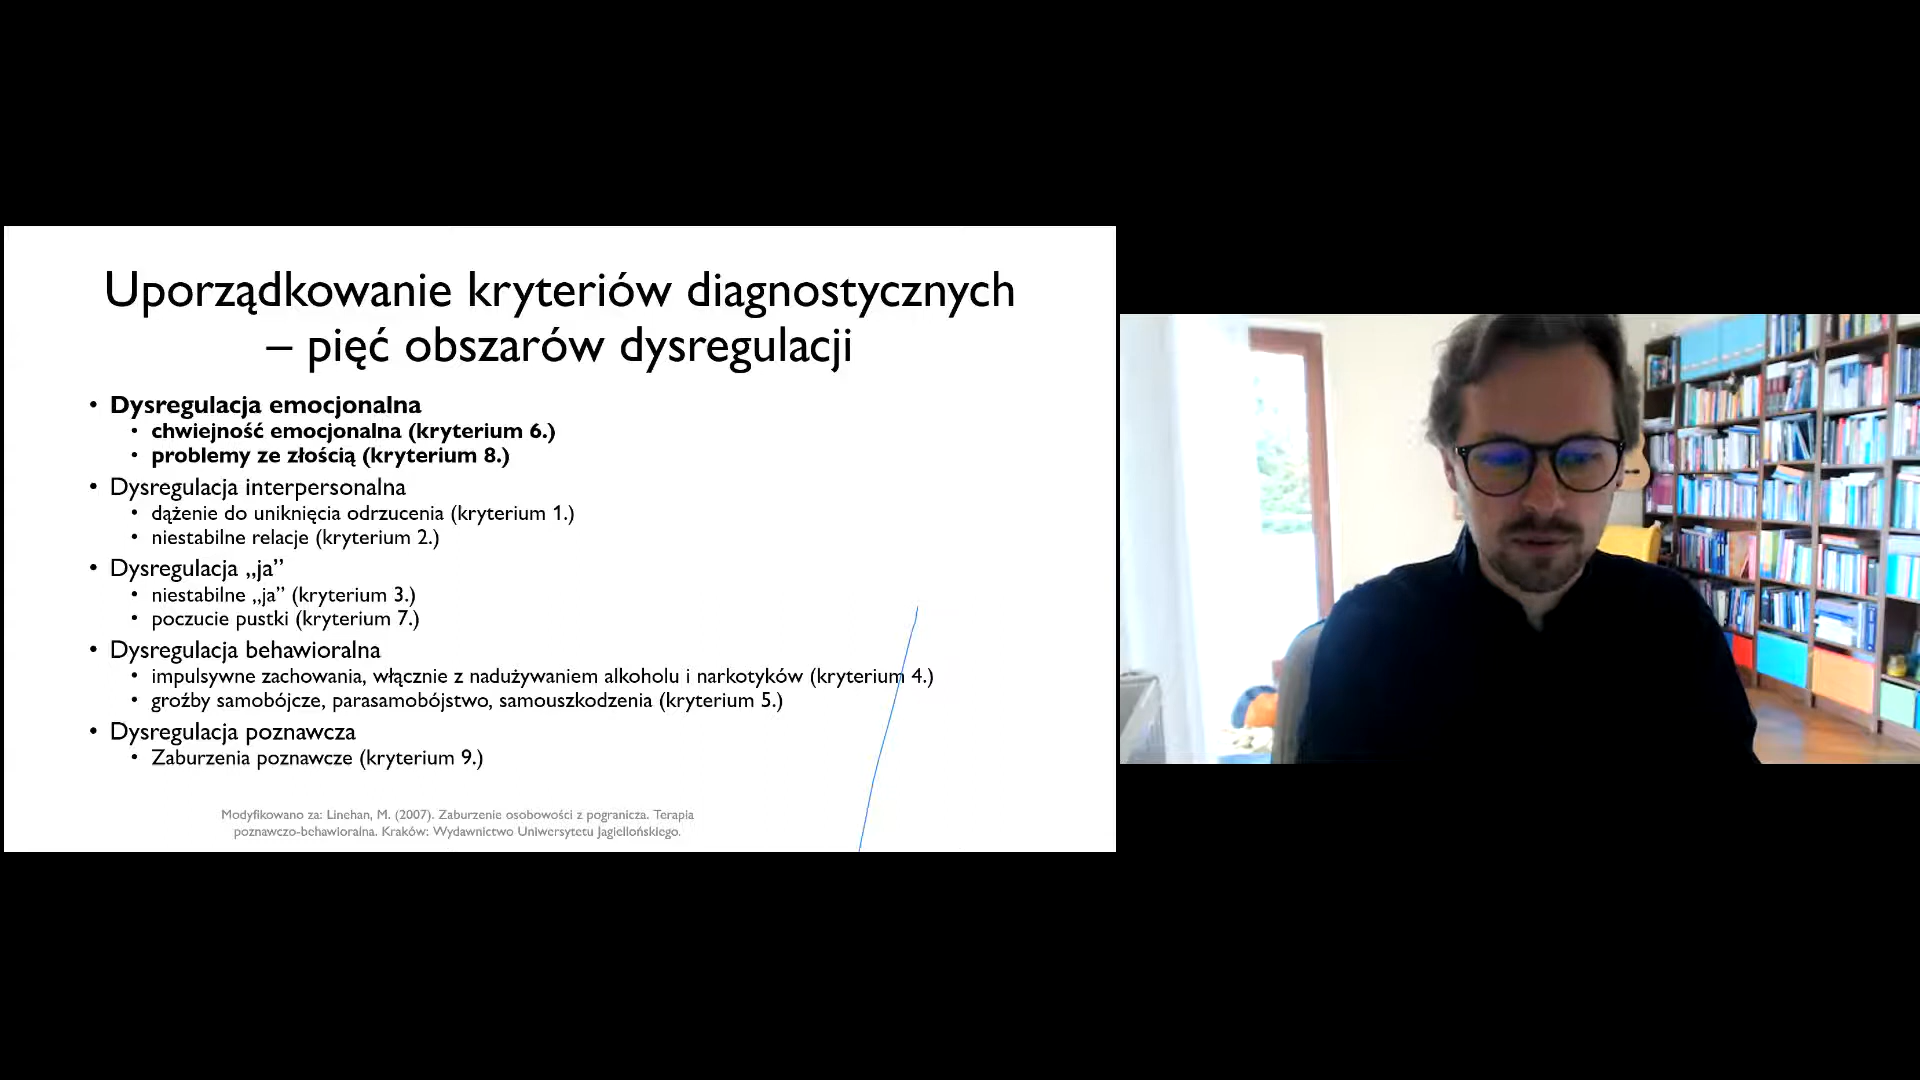 Uporządkowanie kryteriów diagnostycznych
– pięć obszarów dysregulacji
• Dysregulacja emocjonalna
• chwiejność emocjonalna (kryterium 6.)
• problemy ze złością (kryterium 8.)
• Dysregulacja interpersonalna
• dążenie do uniknięcia odrzucenia (kryterium 1.)
• niestabilne relacje (kryterium 2.)
• Dysregulacja „ja”
• niestabilne „ja” (kryterium 3.)
• poczucie pustki (kryterium 7.)
• Dysregulacja behawioralna
• impulsywne zachowania, włącznie z nadużywaniem alkoholu i narkotyków (kryterium 4.)
• groźby samobójcze, parasamobójstwo, samouszkodzenia (kryterium 5.)
• Dysregulacja poznawcza
• Zaburzenia poznawcze (kryterium 9.)
Modyfikowano za: Linehan, M. (2007). Zaburzenie osobowości z pogranicza. Terapia
poznawczo-behawioralna. Kraków: Wydawnictwo Uniwersytetu Jagiellońskiego.